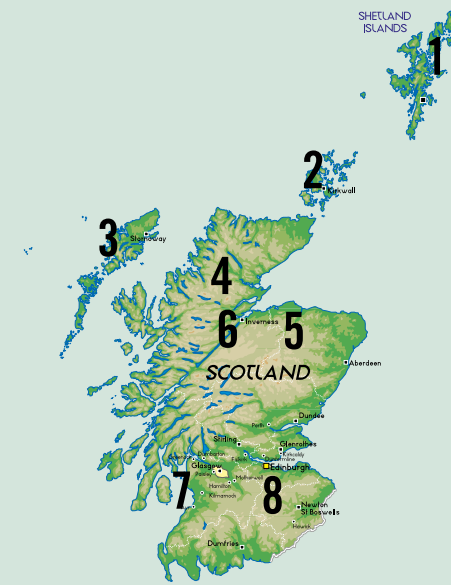 SHETLAND
ISLANDS
1
2
Kirkwall
3
Stornoway
4
6
Inverness
5
SCOTLAND
Aberdeen
Dundee
Perth
Stirling
Glenrothes
Kirkcaldy
Dunfermline
Dumbarton
Greenock
Falkirk
Glasgow
Edinburgh
Paisley
Motherwell
Hamilton
7
Kilmarnock
8
Newton
St Boswells
Hawick
Dumfries